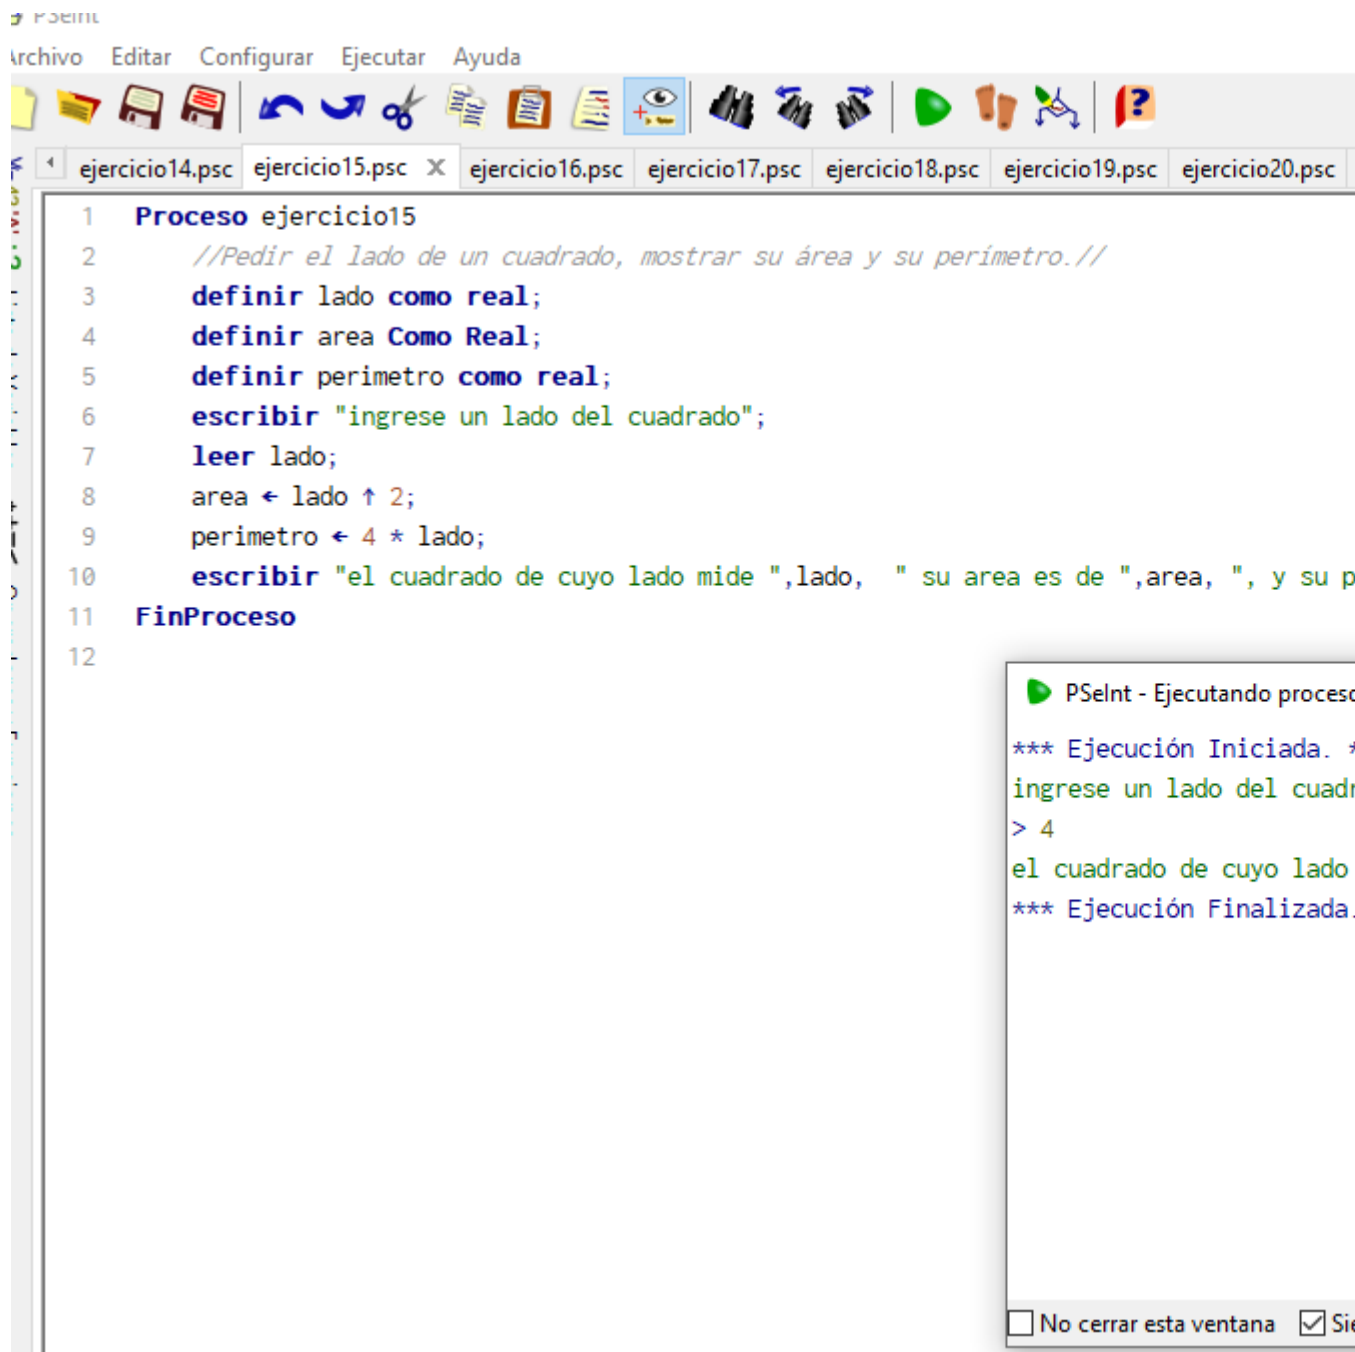 PSeInt
Archivo Editar Configurar Ejecutar Ayuda
ejercicio14.psc ejercicio15.psc X ejercicio16.psc ejercicio17.psc ejercicio18.psc ejercicio19.psc ejercicio20.psc
1 Proceso ejercicio15
2 //Pedir el lado de un cuadrado, mostrar su área y su perímetro.//
3 definir lado como real;
4 definir area Como Real;
5 definir perimetro como real;
6 escribir "ingrese un lado del cuadrado";
7 leer lado;
8 area ← lado ↑ 2;
9 perimetro ← 4 * lado;
10 escribir "el cuadrado de cuyo lado mide ",lado, " su area es de ",area, ", y su p
11 FinProceso
12
PSeInt - Ejecutando proceso
*** Ejecución Iniciada. *
ingrese un lado del cuadr
> 4
el cuadrado de cuyo lado
*** Ejecución Finalizada.
No cerrar esta ventana Sie